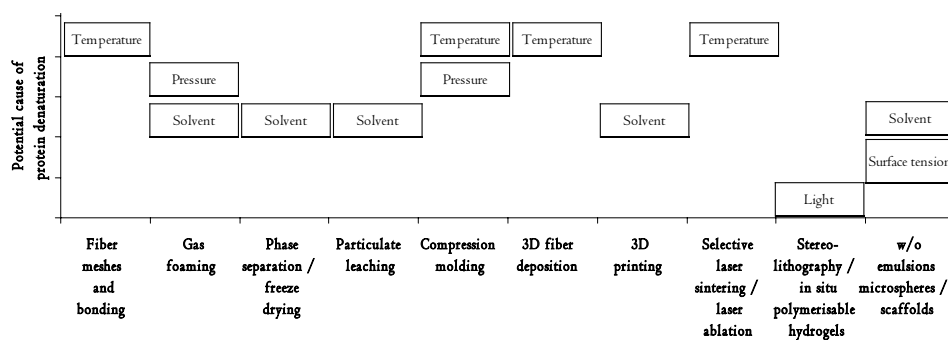 Potential cause of
protein denaturation
Temperature
Temperature
Temperature
Temperature
Pressure
Pressure
Solvent
Solvent
Solvent
Solvent
Solvent
Surface tension
Light
Fiber
meshes
and
bonding
Gas
foaming
Phase
separation /
freeze
drying
Particulate
leaching
Compression
molding
3D fiber
deposition
3D
printing
Selective
laser
sintering /
laser
ablation
Stereo-
lithography /
in situ
polymerisable
hydrogels
w/o
emulsions
microspheres /
scaffolds